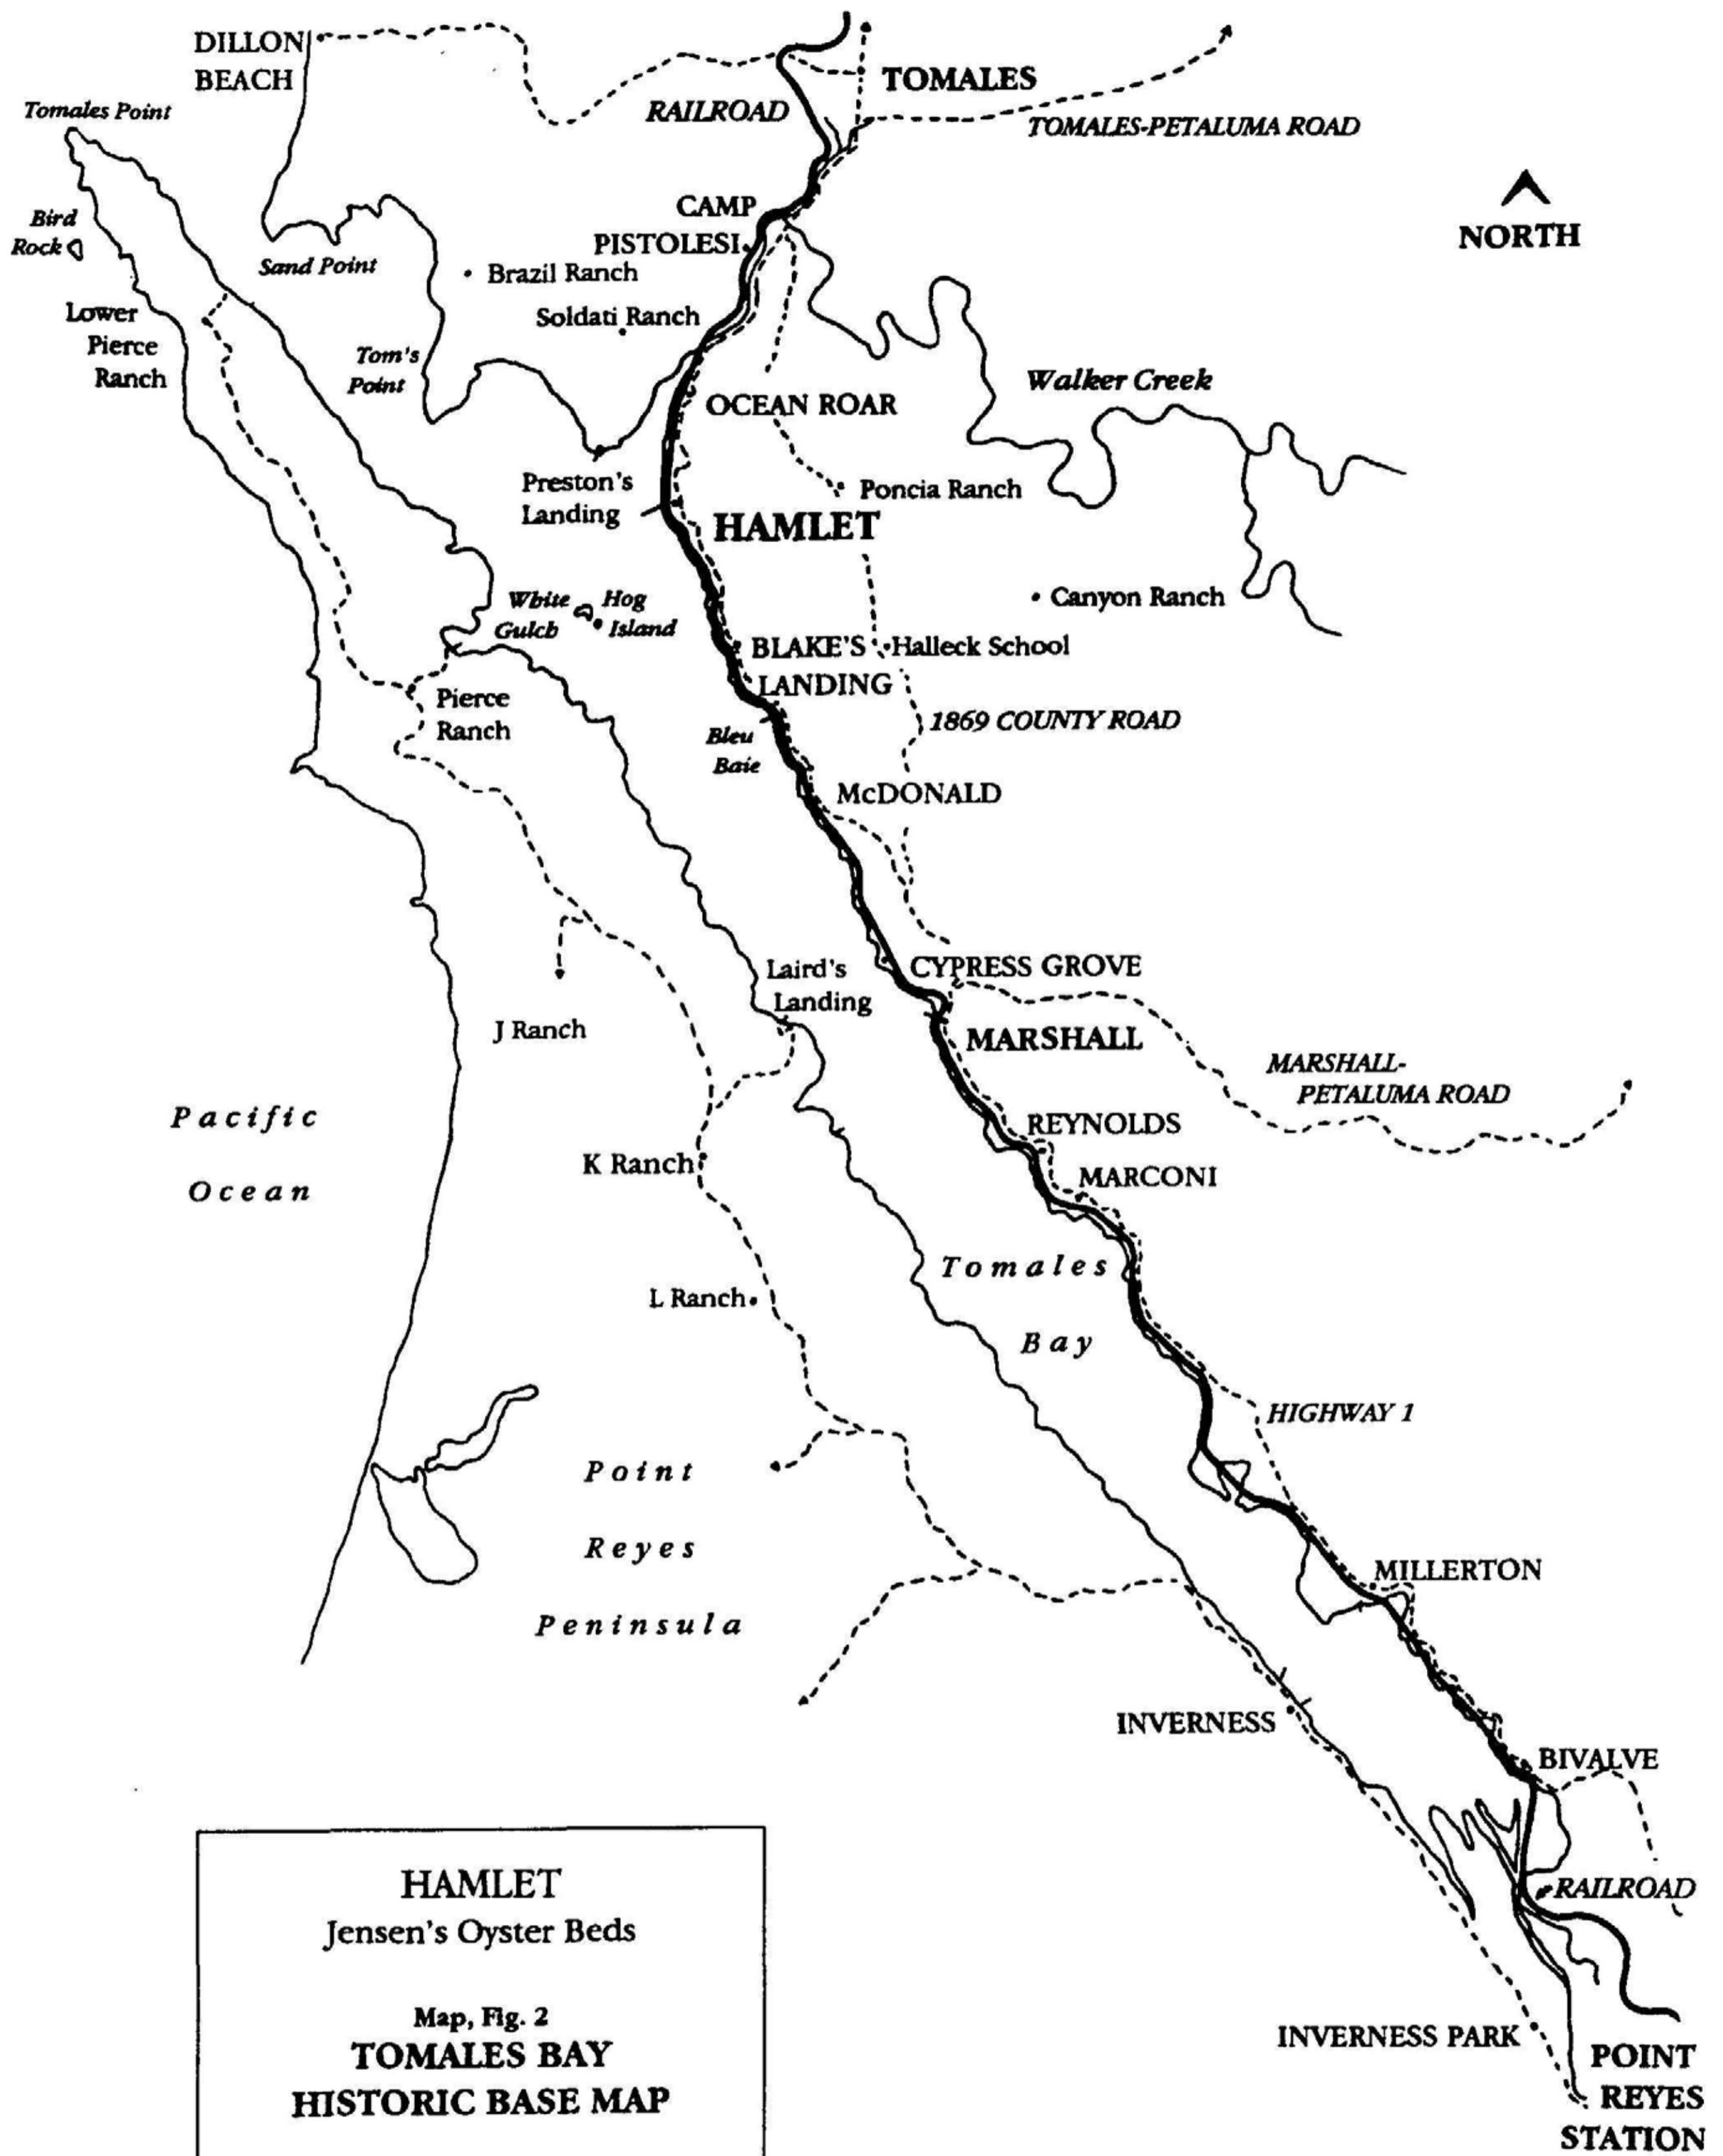 DILLON
BEACH
TOMALES
Tomales Point
RAILROAD
TOMALES-PETALUMA ROAD
NORTH
CAMP
PISTOLESI
Bird
Rock
Sand Point
Brazil Ranch
Lower
Pierce
Ranch
Soldati Ranch
Tom's
Point
Walker Creek
OCEAN ROAR
Preston's
Landing
Poncia Ranch
HAMLET
White
Gulch
Hog
Island
Canyon Ranch
BLAKE'S
LANDING
Halleck School
Pierce
Ranch
1869 COUNTY ROAD
Bleu
Baie
McDONALD
CYPRESS GROVE
Laird's
Landing
J Ranch
MARSHALL
MARSHALL-
PETALUMA ROAD
Pacific
Ocean
REYNOLDS
K Ranch
MARCONI
Tomales
Bay
L Ranch
HIGHWAY 1
Point
Reyes
Peninsula
MILLERTON
INVERNESS
BIVALVE
RAILROAD
INVERNESS PARK
POINT
REYES
STATION
HAMLET
Jensen's Oyster Beds
Map, Fig. 2
TOMALES BAY
HISTORIC BASE MAP